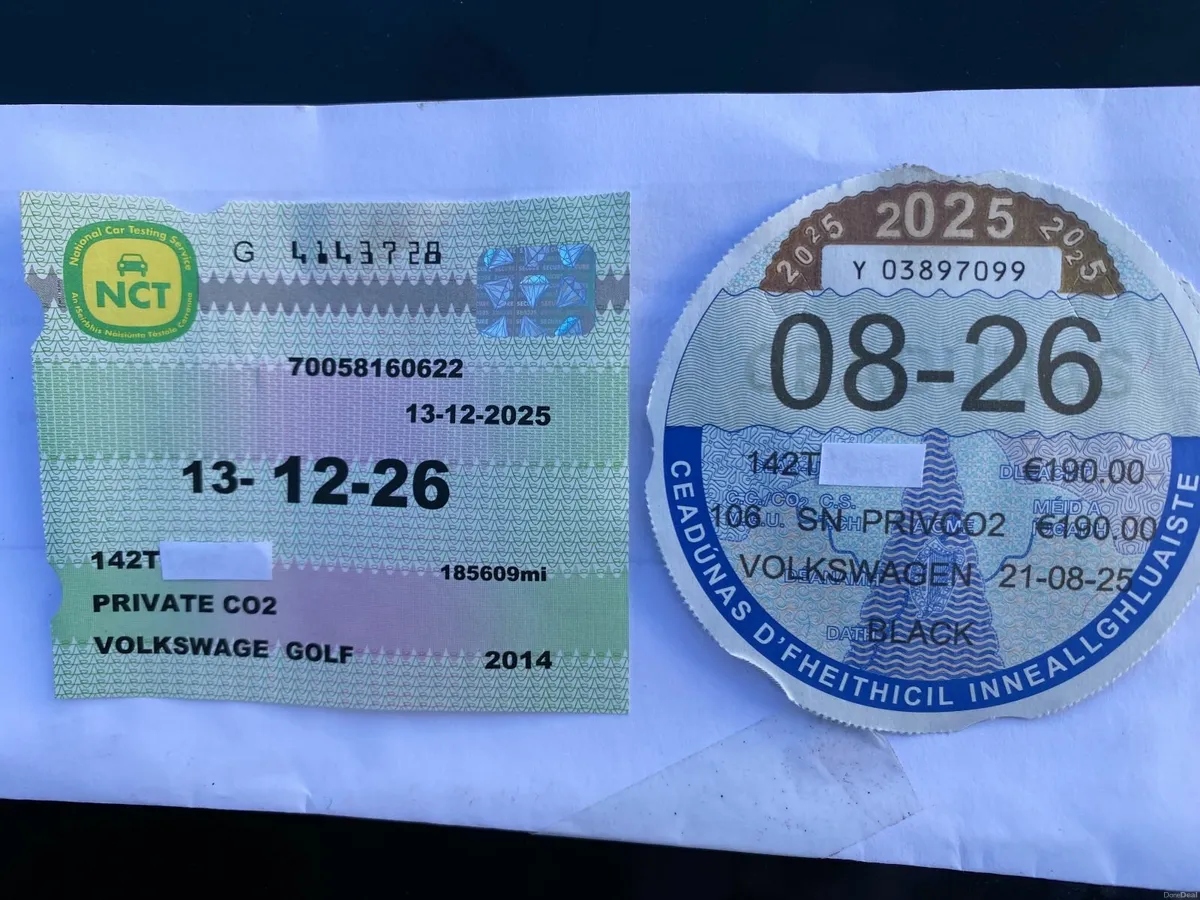 National Car Testing Service
NCT
An tSeirbhís Náisiúnta Tástála Carranna
G 4143728
70058160622
13-12-2025
13- 12-26
142T
185609mi
PRIVATE CO2
VOLKSWAGE GOLF
2014
2025 2025 2025
Y 03897099
08-26
142T €190.00
106 SN PRIVCO2 €190.00
VOLKSWAGEN 21-08-25
BLACK
CEADÚNAS D'FHEITHICIL INNEALLGHLUAISTE
DoneDeal